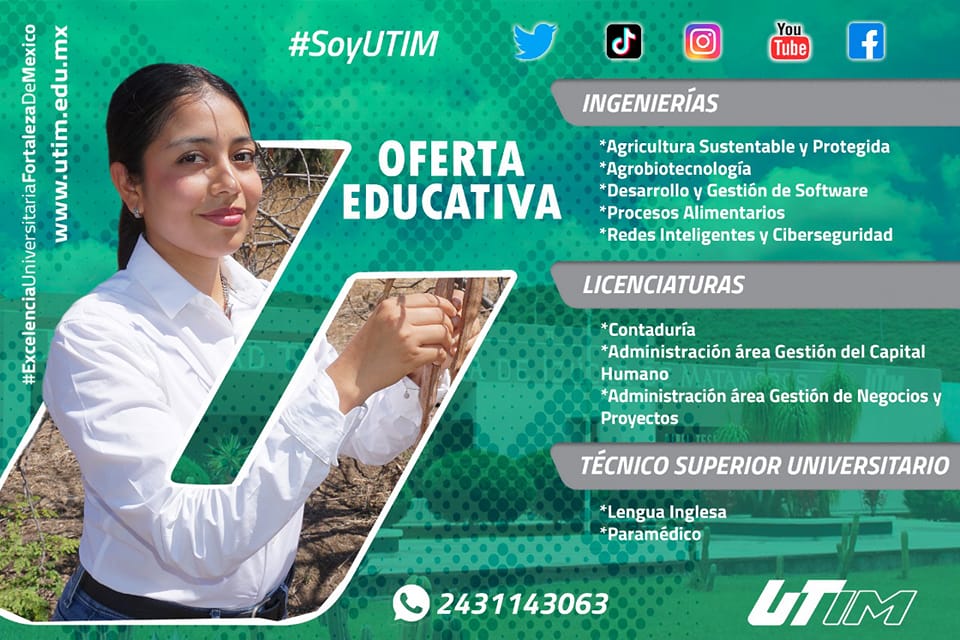 #SoyUTIM
You
Tube
#ExcelenciaUniversitariaFortalezaDeMexico
www.utim.edu.mx
OFERTA
EDUCATIVA
INGENIERÍAS
*Agricultura Sustentable y Protegida
*Agrobiotecnología
*Desarrollo y Gestión de Software
*Procesos Alimentarios
*Redes Inteligentes y Ciberseguridad
LICENCIATURAS
*Contaduría
*Administración área Gestión del Capital
Humano
*Administración área Gestión de Negocios y
Proyectos
TÉCNICO SUPERIOR UNIVERSITARIO
*Lengua Inglesa
*Paramédico
2431143063
UTIM